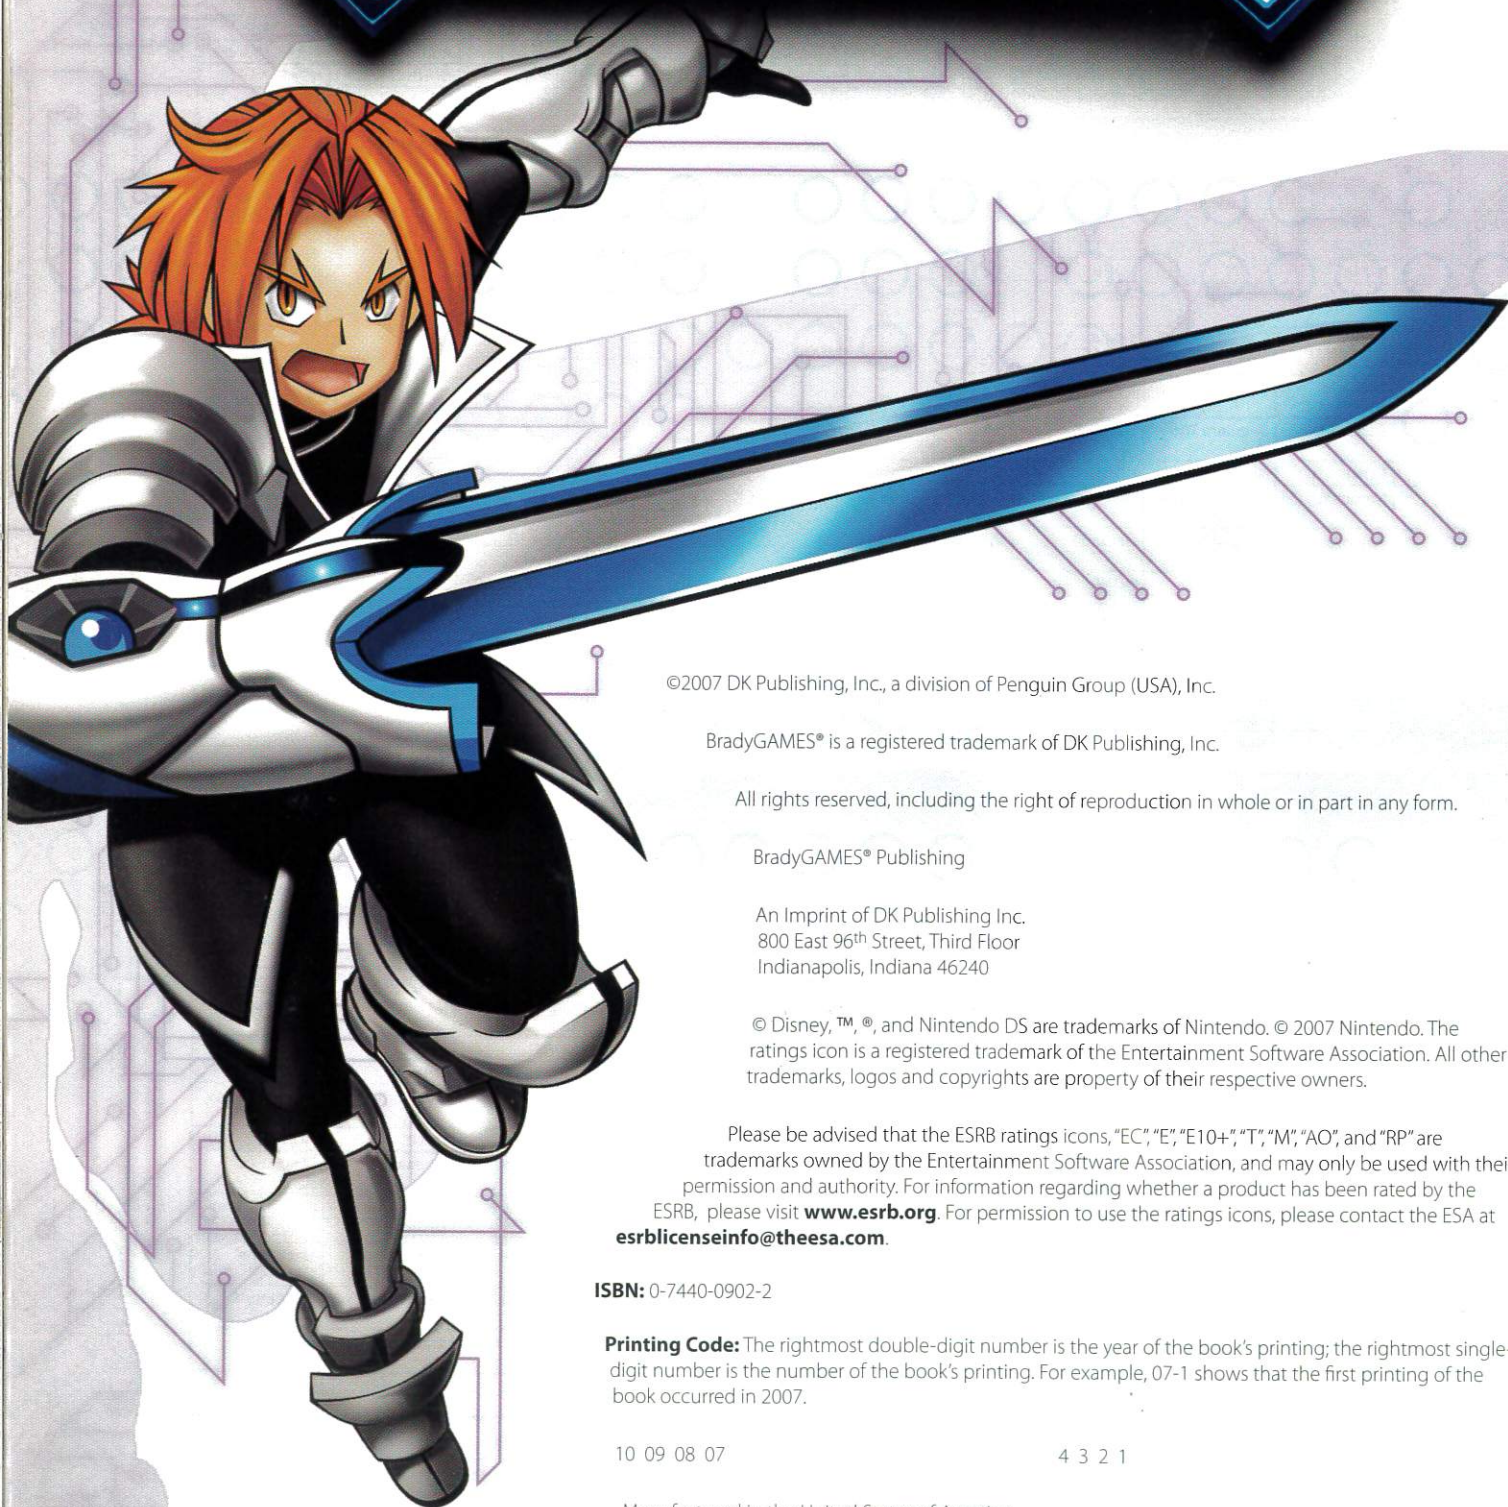 ©2007 DK Publishing, Inc., a division of Penguin Group (USA), Inc.
BradyGAMES® is a registered trademark of DK Publishing, Inc.
All rights reserved, including the right of reproduction in whole or in part in any form.
BradyGAMES® Publishing
An Imprint of DK Publishing Inc.
800 East 96th Street, Third Floor
Indianapolis, Indiana 46240
© Disney, ™, ®, and Nintendo DS are trademarks of Nintendo. © 2007 Nintendo. The
ratings icon is a registered trademark of the Entertainment Software Association. All other
trademarks, logos and copyrights are property of their respective owners.
Please be advised that the ESRB ratings icons, “EC”, “E”, “E10+”, “T”, “M”, “AO”, and “RP” are
trademarks owned by the Entertainment Software Association, and may only be used with thei
permission and authority. For information regarding whether a product has been rated by the
ESRB, please visit www.esrb.org. For permission to use the ratings icons, please contact the ESA at
esrblicenseinfo@theesa.com.
ISBN: 0-7440-0902-2
Printing Code: The rightmost double-digit number is the year of the book’s printing; the rightmost single-
digit number is the number of the book’s printing. For example, 07-1 shows that the first printing of the
book occurred in 2007.
10 09 08 07 4 3 2 1